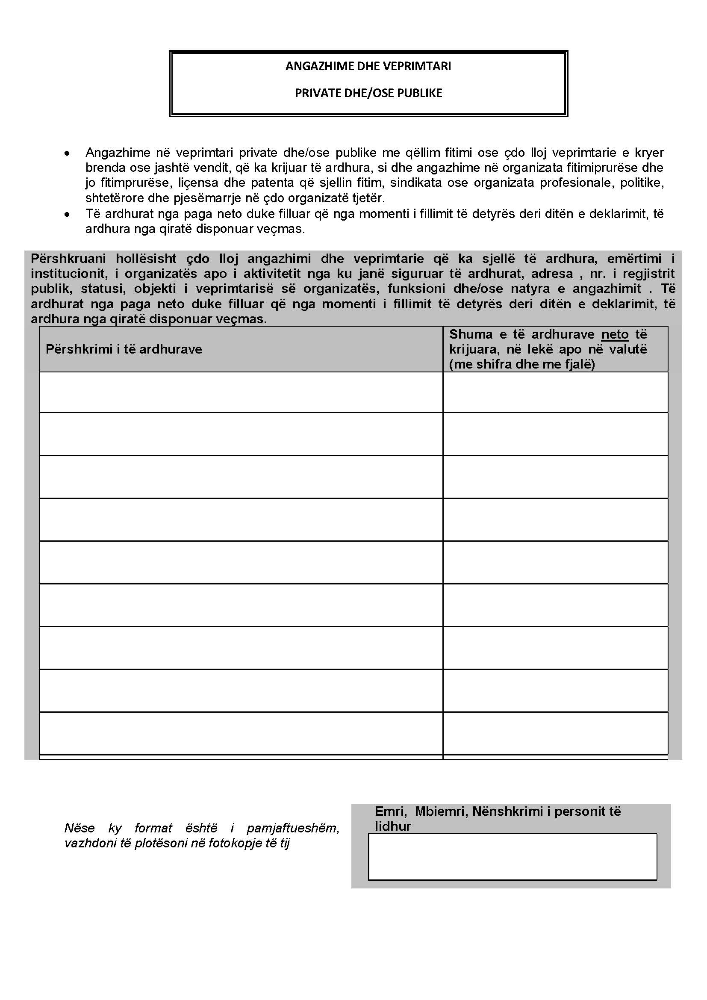 ANGAZHIME DHE VEPRIMTARI
PRIVATE DHE/OSE PUBLIKE
• Angazhime në veprimtari private dhe/ose publike me qëllim fitimi ose çdo lloj veprimtarie e kryer
brenda ose jashtë vendit, që ka krijuar të ardhura, si dhe angazhime në organizata fitimiprurëse dhe
jo fitimprurëse, liçensa dhe patenta që sjellin fitim, sindikata ose organizata profesionale, politike,
shtetërore dhe pjesëmarrje në çdo organizatë tjetër.
• Të ardhurat nga paga neto duke filluar që nga momenti i fillimit të detyrës deri ditën e deklarimit, të
ardhura nga qiratë disponuar veçmas.
Përshkruani hollësisht çdo lloj angazhimi dhe veprimtarie që ka sjellë të ardhura, emërtimi i
institucionit, i organizatës apo i aktivitetit nga ku janë siguruar të ardhurat, adresa , nr. i regjistrit
publik, statusi, objekti i veprimtarisë së organizatës, funksioni dhe/ose natyra e angazhimit . Të
ardhurat nga paga neto duke filluar që nga momenti i fillimit të detyrës deri ditën e deklarimit, të
ardhura nga qiratë disponuar veçmas.
Përshkrimi i të ardhurave
Shuma e të ardhurave neto të
krijuara, në lekë apo në valutë
(me shifra dhe me fjalë)
Nëse ky format është i pamjaftueshëm,
vazhdoni të plotësoni në fotokopje të tij
Emri, Mbiemri, Nënshkrimi i personit të
lidhur